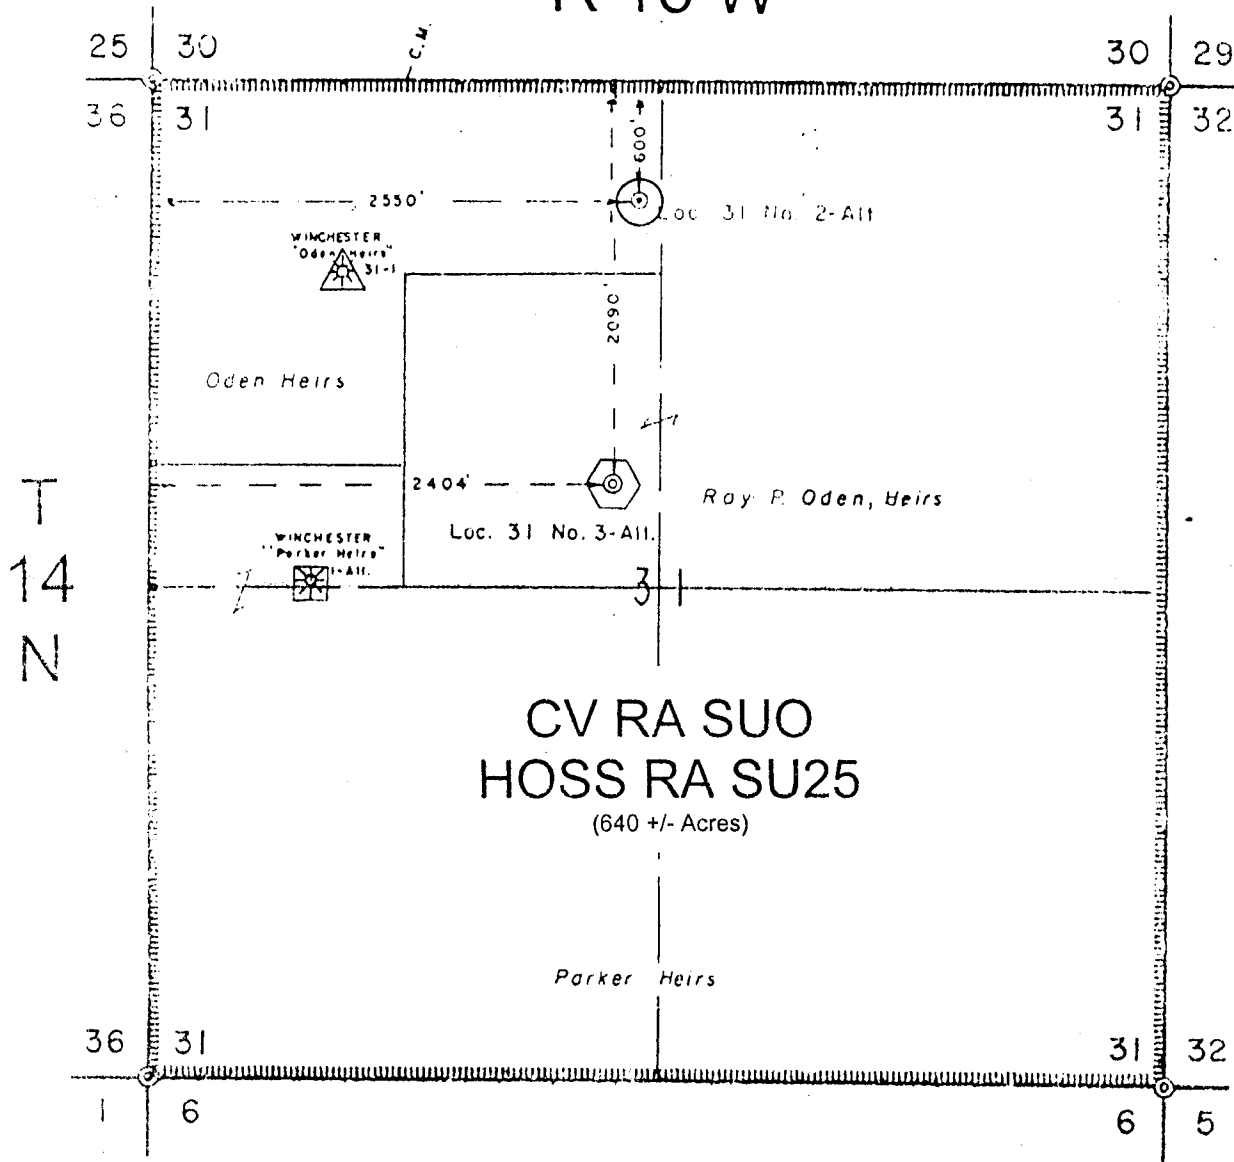 25 30
30 29
C.M.
36 31
31 32
600'
2550'
Loc. 31 No. 2-Alt
WINCHESTER
"Oden Heirs"
31-1
2090'
Oden Heirs
T
14
N
2404'
Ray P. Oden, Heirs
Loc. 31 No. 3-Alt.
WINCHESTER
"Parker Heirs"
1-Alt.
31
CV RA SUO
HOSS RA SU25
(640 +/- Acres)
Parker Heirs
36 31
31 32
1 6
6 5